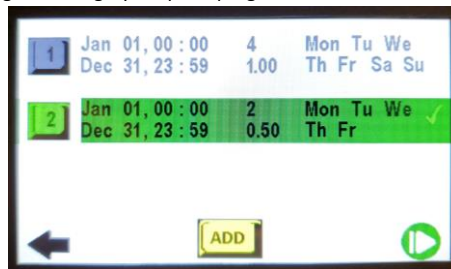 1 Jan 01, 00 : 00 4 Mon Tu We
Dec 31, 23 : 59 1.00 Th Fr Sa Su
2 Jan 01, 00 : 00 2 Mon Tu We
Dec 31, 23 : 59 0.50 Th Fr
ADD